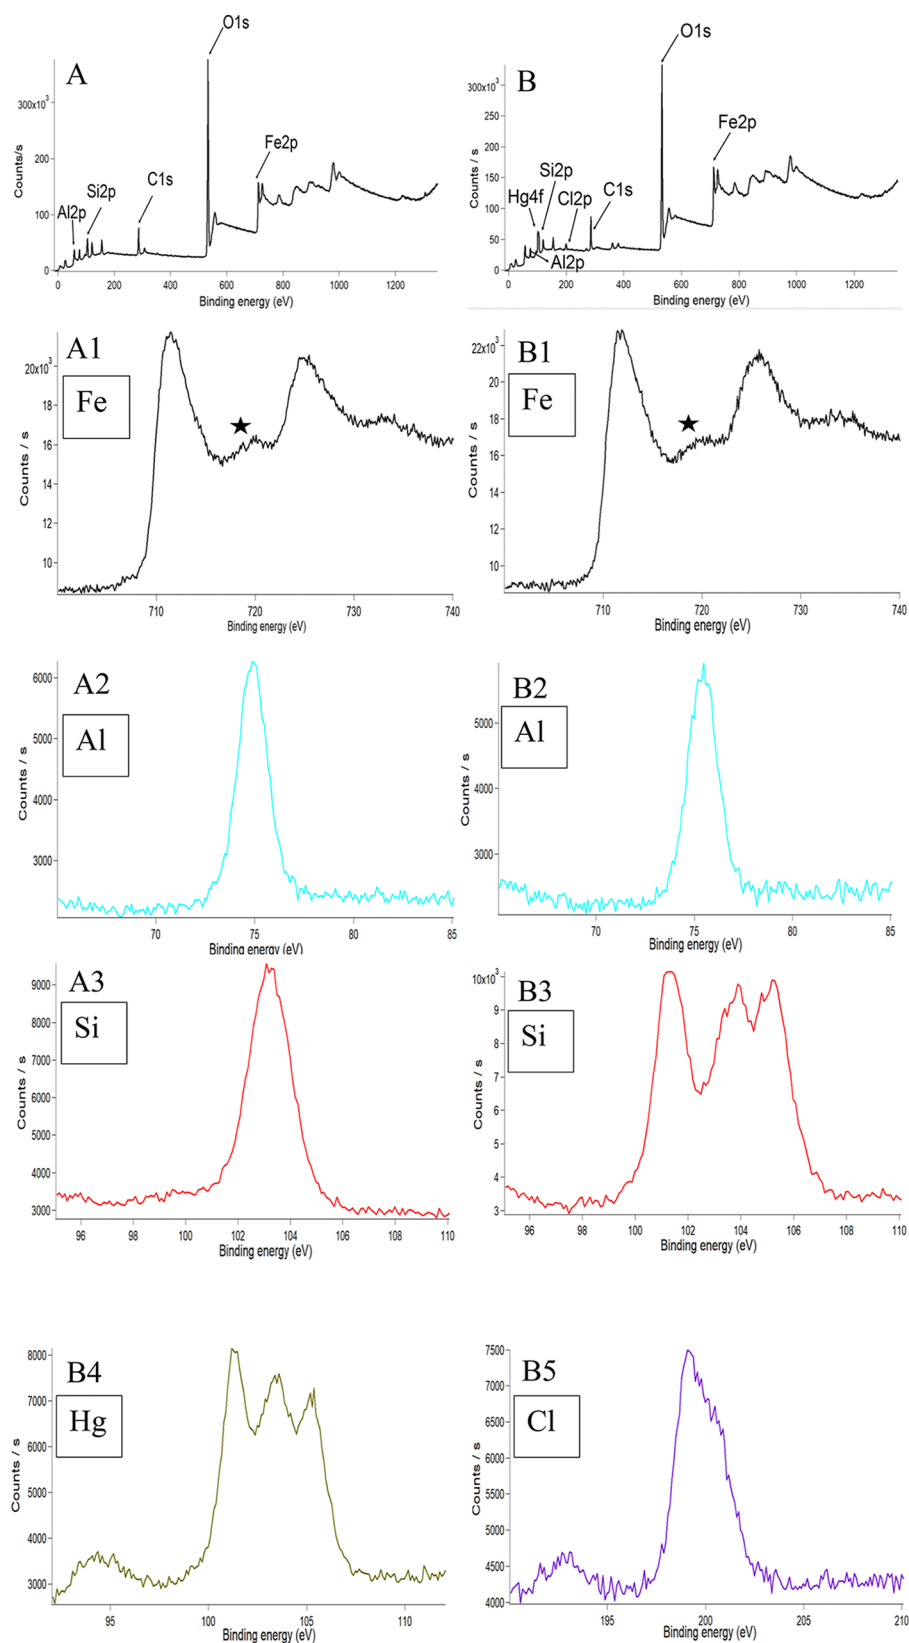 A
O1s
Fe2p
C1s
Si2p
Al2p
300x10³
200
100
0
Counts/s
0 200 400 600 800 1000 1200
Binding energy (eV)
B
O1s
Fe2p
Si2p
Hg4f
Cl2p
C1s
Al2p
300x10³
250
200
150
100
50
0
Counts / s
0 200 400 600 800 1000 1200
Binding energy (eV)
A1
Fe
★
20x10³
18
16
14
12
10
Counts / s
710 720 730 740
Binding energy (eV)
B1
Fe
★
22x10³
20
18
16
14
12
10
Counts / s
710 720 730 740
Binding energy (eV)
A2
Al
6000
5000
4000
3000
Counts / s
70 75 80 85
Binding energy (eV)
B2
Al
5000
4000
3000
Counts / s
70 75 80 85
Binding energy (eV)
A3
Si
9000
8000
7000
6000
5000
4000
3000
Counts / s
96 98 100 102 104 106 108 110
Binding energy (eV)
B3
Si
10x10³
9
8
7
6
5
4
3
Counts / s
96 98 100 102 104 106 108 110
Binding energy (eV)
B4
Hg
8000
7000
6000
5000
4000
3000
Counts / s
95 100 105 110
Binding energy (eV)
B5
Cl
7500
7000
6500
6000
5500
5000
4500
4000
Counts / s
195 200 205 210
Binding energy (eV)